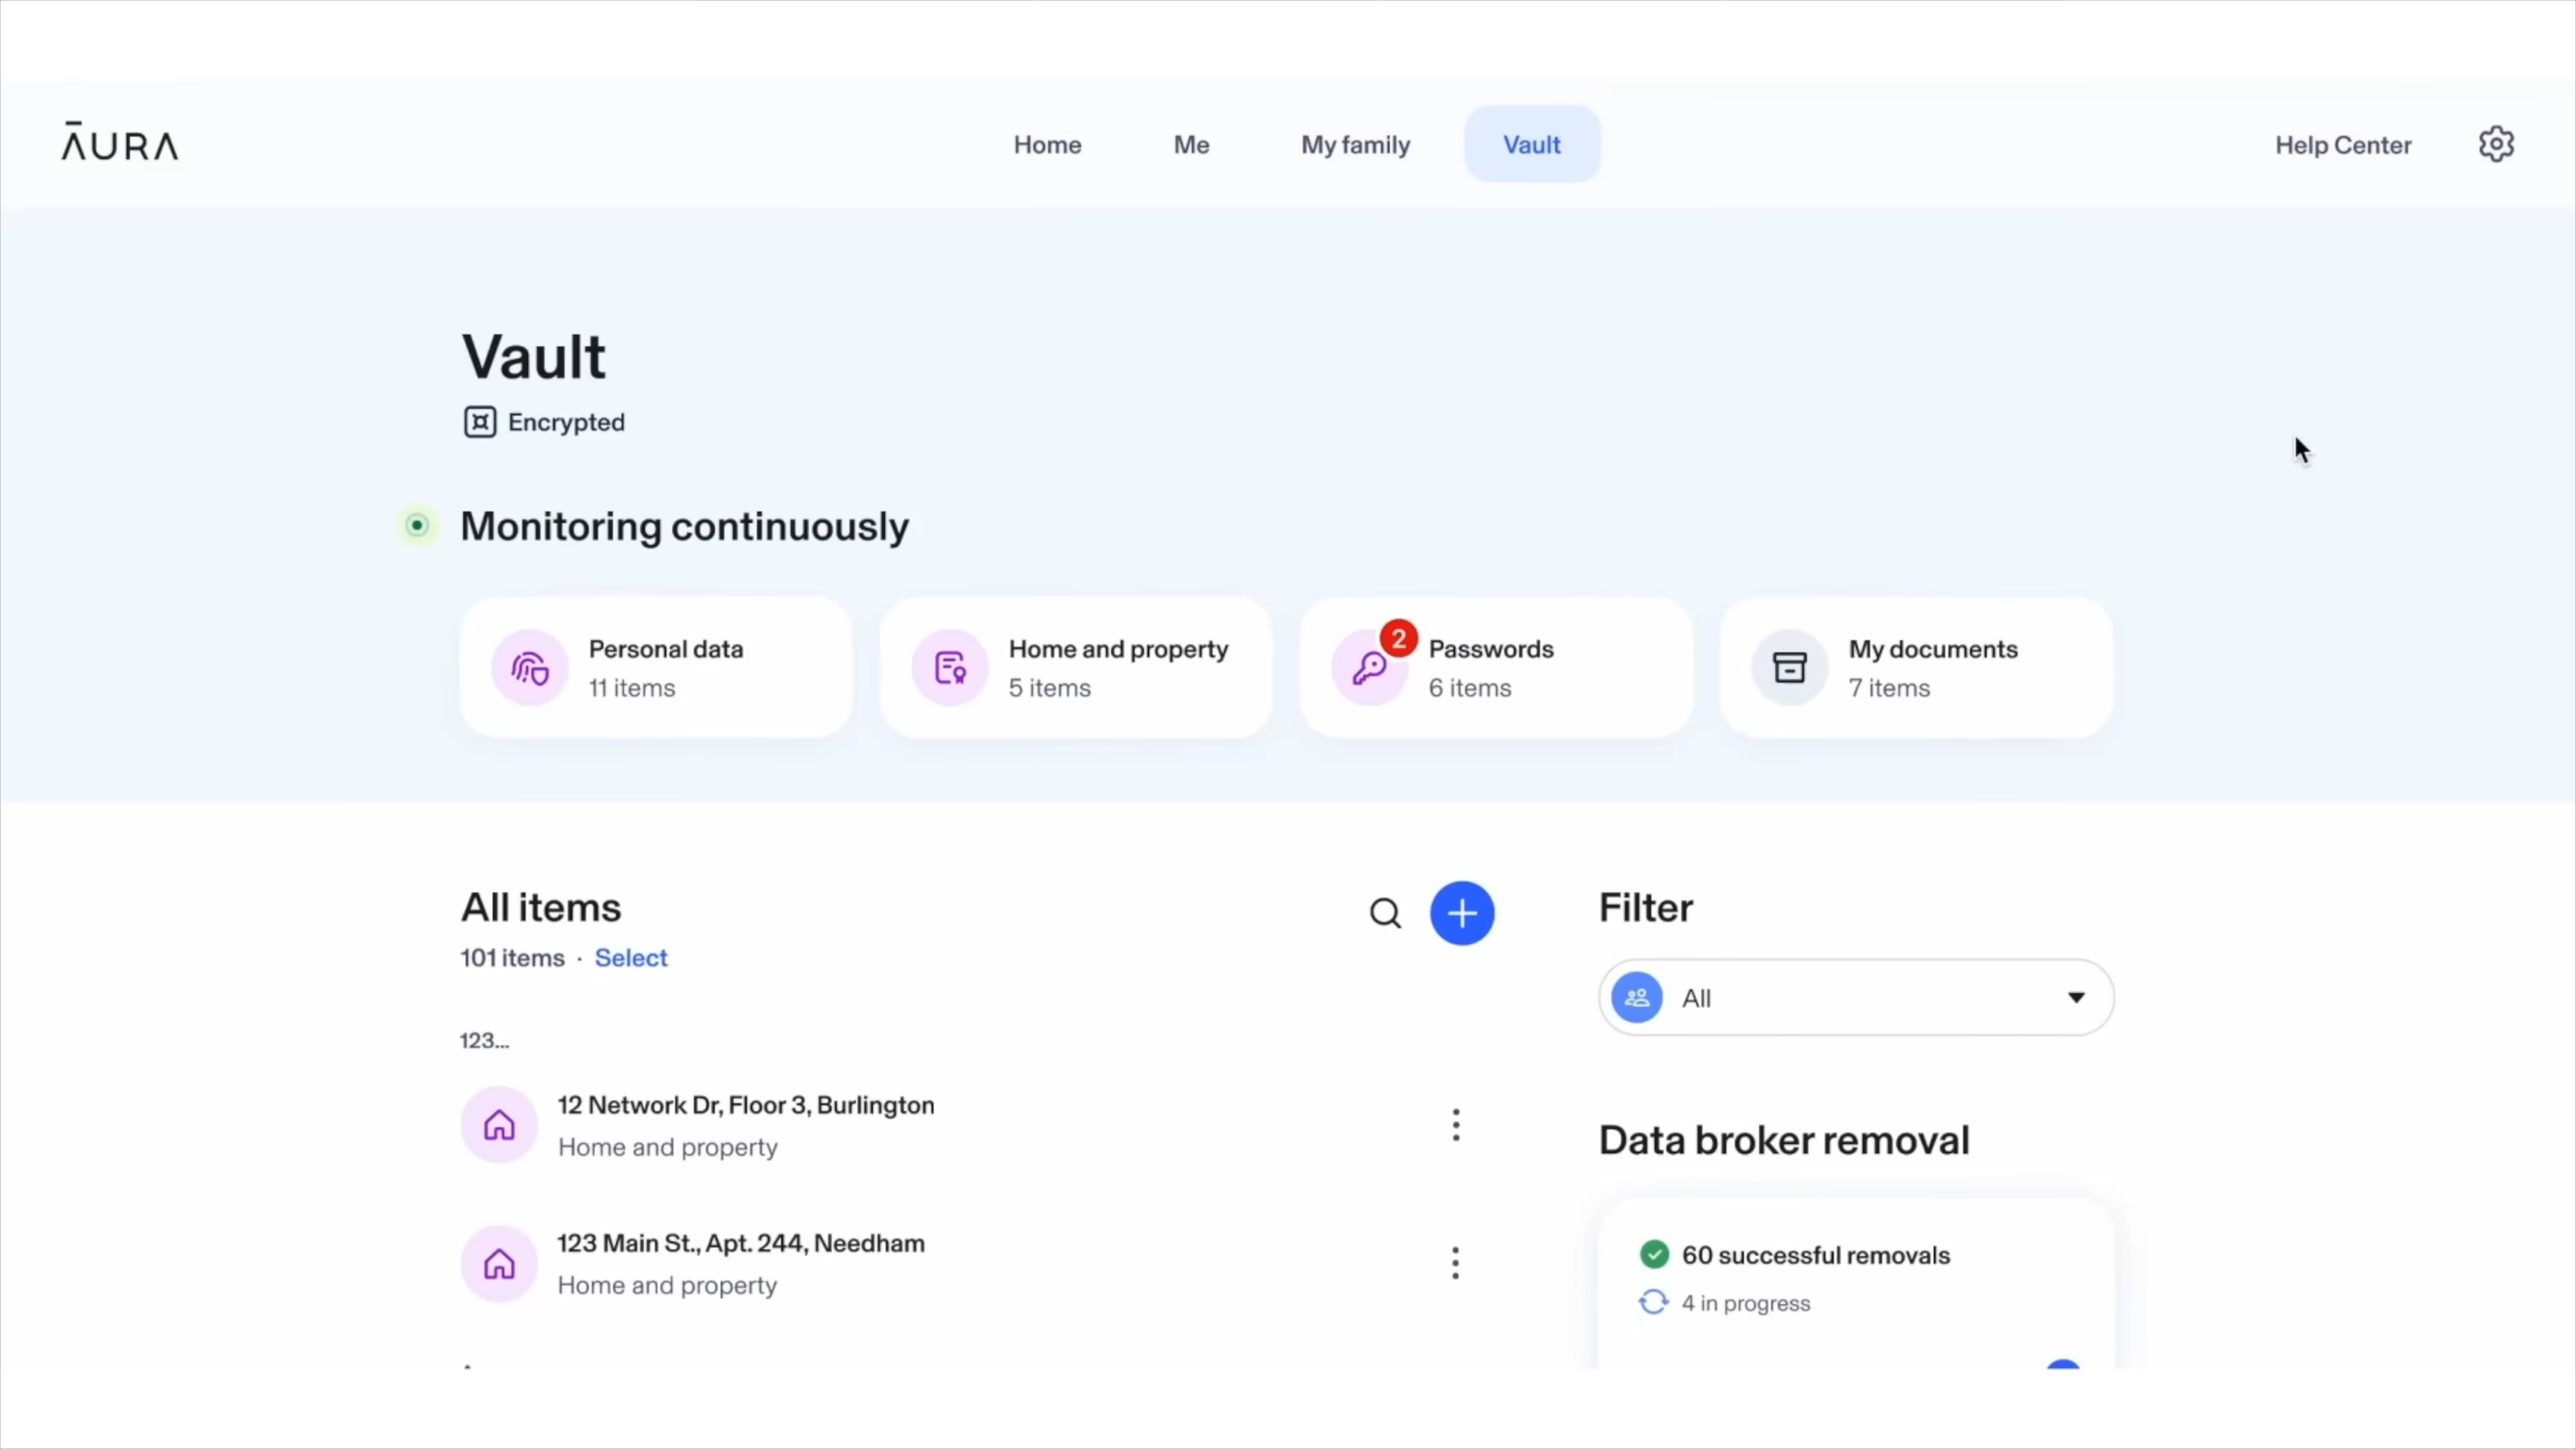 ĀURA
Home
Me
My family
Vault
Help Center
Vault
Encrypted
Monitoring continuously
Personal data
11 items
Home and property
5 items
2
Passwords
6 items
My documents
7 items
All items
101 items · Select
123...
12 Network Dr, Floor 3, Burlington
Home and property
123 Main St., Apt. 244, Needham
Home and property
Filter
All
Data broker removal
60 successful removals
4 in progress